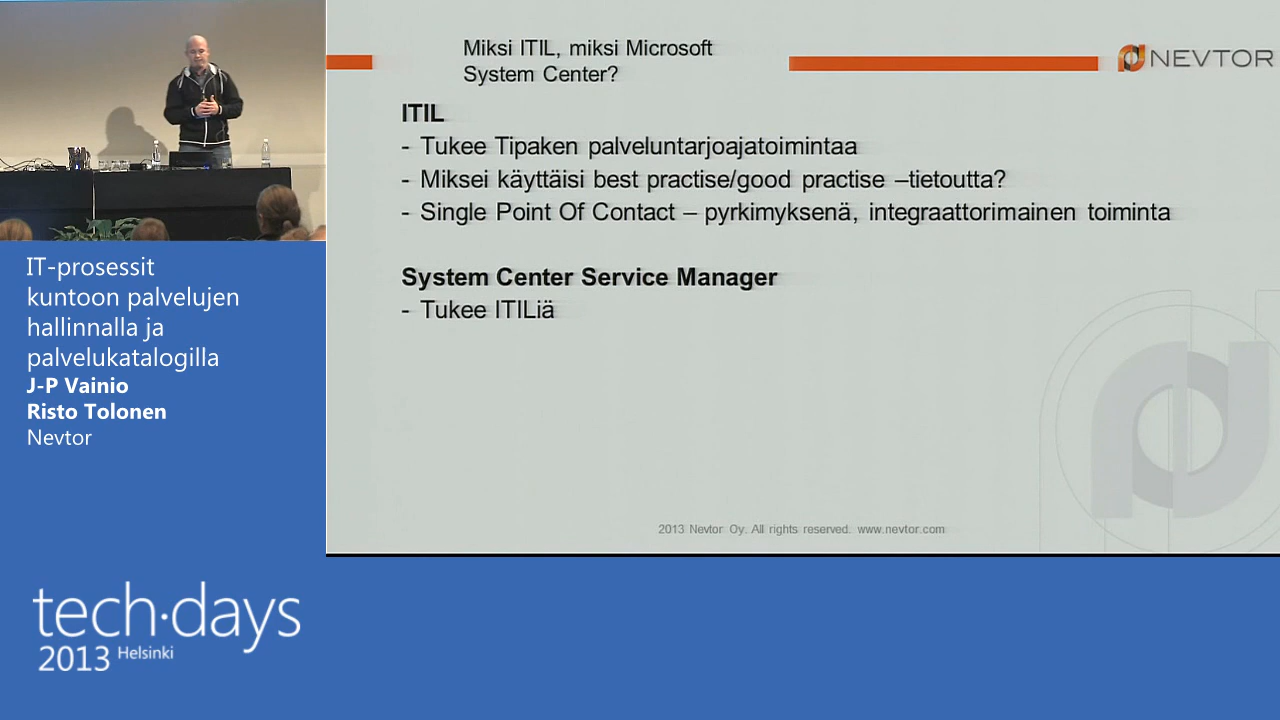 Miksi ITIL, miksi Microsoft
System Center?
NEVTOR
ITIL
- Tukee Tipaken palveluntarjoajatoimintaa
- Miksei käyttäisi best practise/good practise –tietoutta?
- Single Point Of Contact – pyrkimyksenä, integraattorimainen toiminta
System Center Service Manager
- Tukee ITILiä
2013 Nevtor Oy. All rights reserved. www.nevtor.com
IT-prosessit
kuntoon palvelujen
hallinnalla ja
palvelukatalogilla
J-P Vainio
Risto Tolonen
Nevtor
tech·days
2013 Helsinki